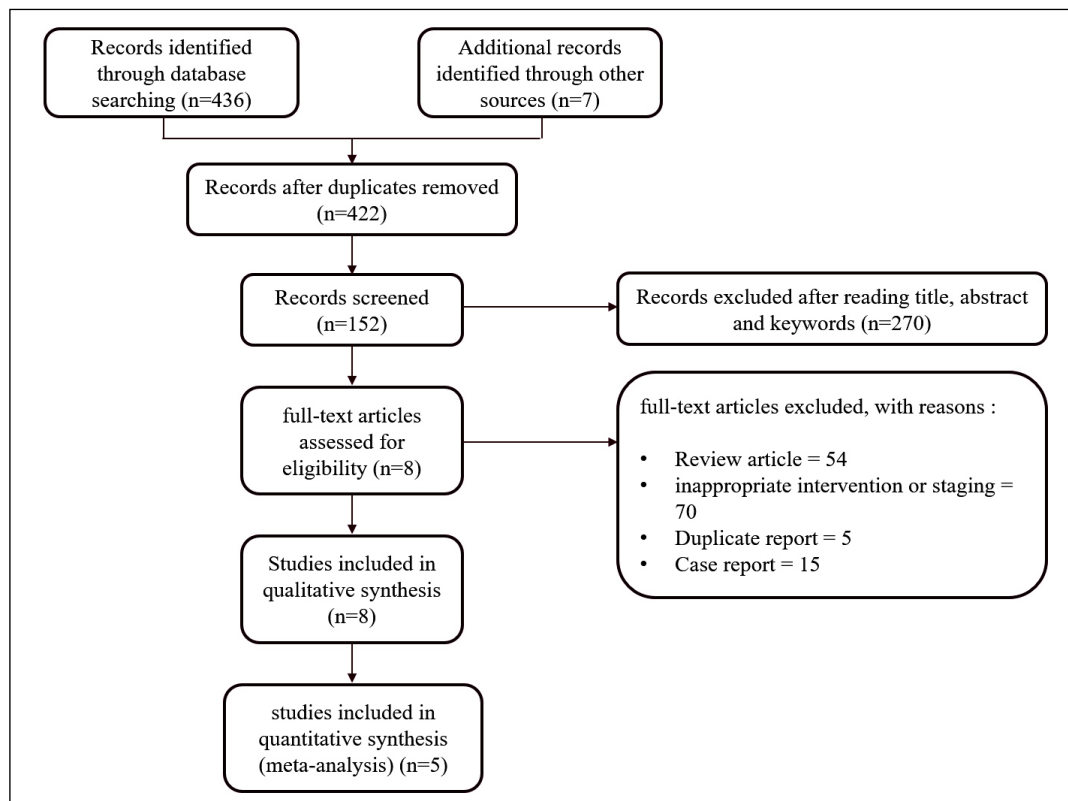 Records identified
through database
searching (n=436)
Additional records
identified through other
sources (n=7)
Records after duplicates removed
(n=422)
Records screened
(n=152)
Records excluded after reading title, abstract
and keywords (n=270)
full-text articles
assessed for
eligibility (n=8)
full-text articles excluded, with reasons :
• Review article = 54
• inappropriate intervention or staging =
70
• Duplicate report = 5
• Case report = 15
Studies included in
qualitative synthesis
(n=8)
studies included in
quantitative synthesis
(meta-analysis) (n=5)